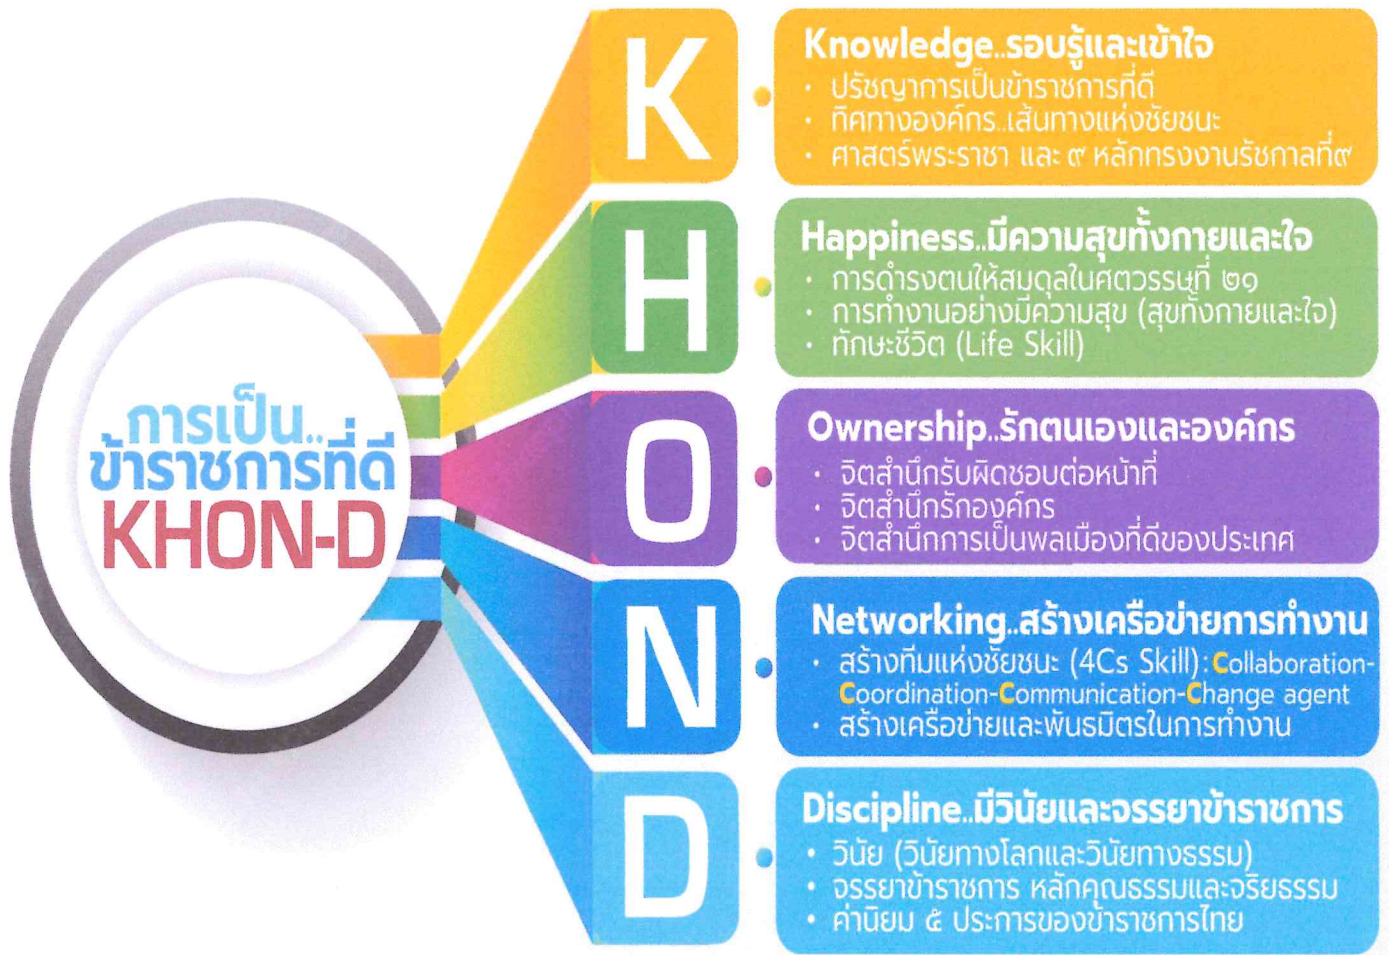 การเป็น..
ข้าราชการที่ดี
KHON-D
K
Knowledge..รอบรู้และเข้าใจ
· ปรัชญาการเป็นข้าราชการที่ดี
· ทิศทางองค์กร..เส้นทางแห่งชัยชนะ
· ศาสตร์พระราชา และ ๙ หลักทรงงานรัชกาลที่๙
H
Happiness..มีความสุขทั้งกายและใจ
· การดำรงตนให้สมดุลในศตวรรษที่ ๒๑
· การทำงานอย่างมีความสุข (สุขทั้งกายและใจ)
· ทักษะชีวิต (Life Skill)
O
Ownership..รักตนเองและองค์กร
· จิตสำนึกรับผิดชอบต่อหน้าที่
· จิตสำนึกรักองค์กร
· จิตสำนึกการเป็นพลเมืองที่ดีของประเทศ
N
Networking..สร้างเครือข่ายการทำงาน
· สร้างทีมแห่งชัยชนะ (4Cs Skill): Collaboration-
Coordination-Communication-Change agent
· สร้างเครือข่ายและพันธมิตรในการทำงาน
D
Discipline..มีวินัยและจรรยาข้าราชการ
· วินัย (วินัยทางโลกและวินัยทางธรรม)
· จรรยาข้าราชการ หลักคุณธรรมและจริยธรรม
· ค่านิยม ๕ ประการของข้าราชการไทย